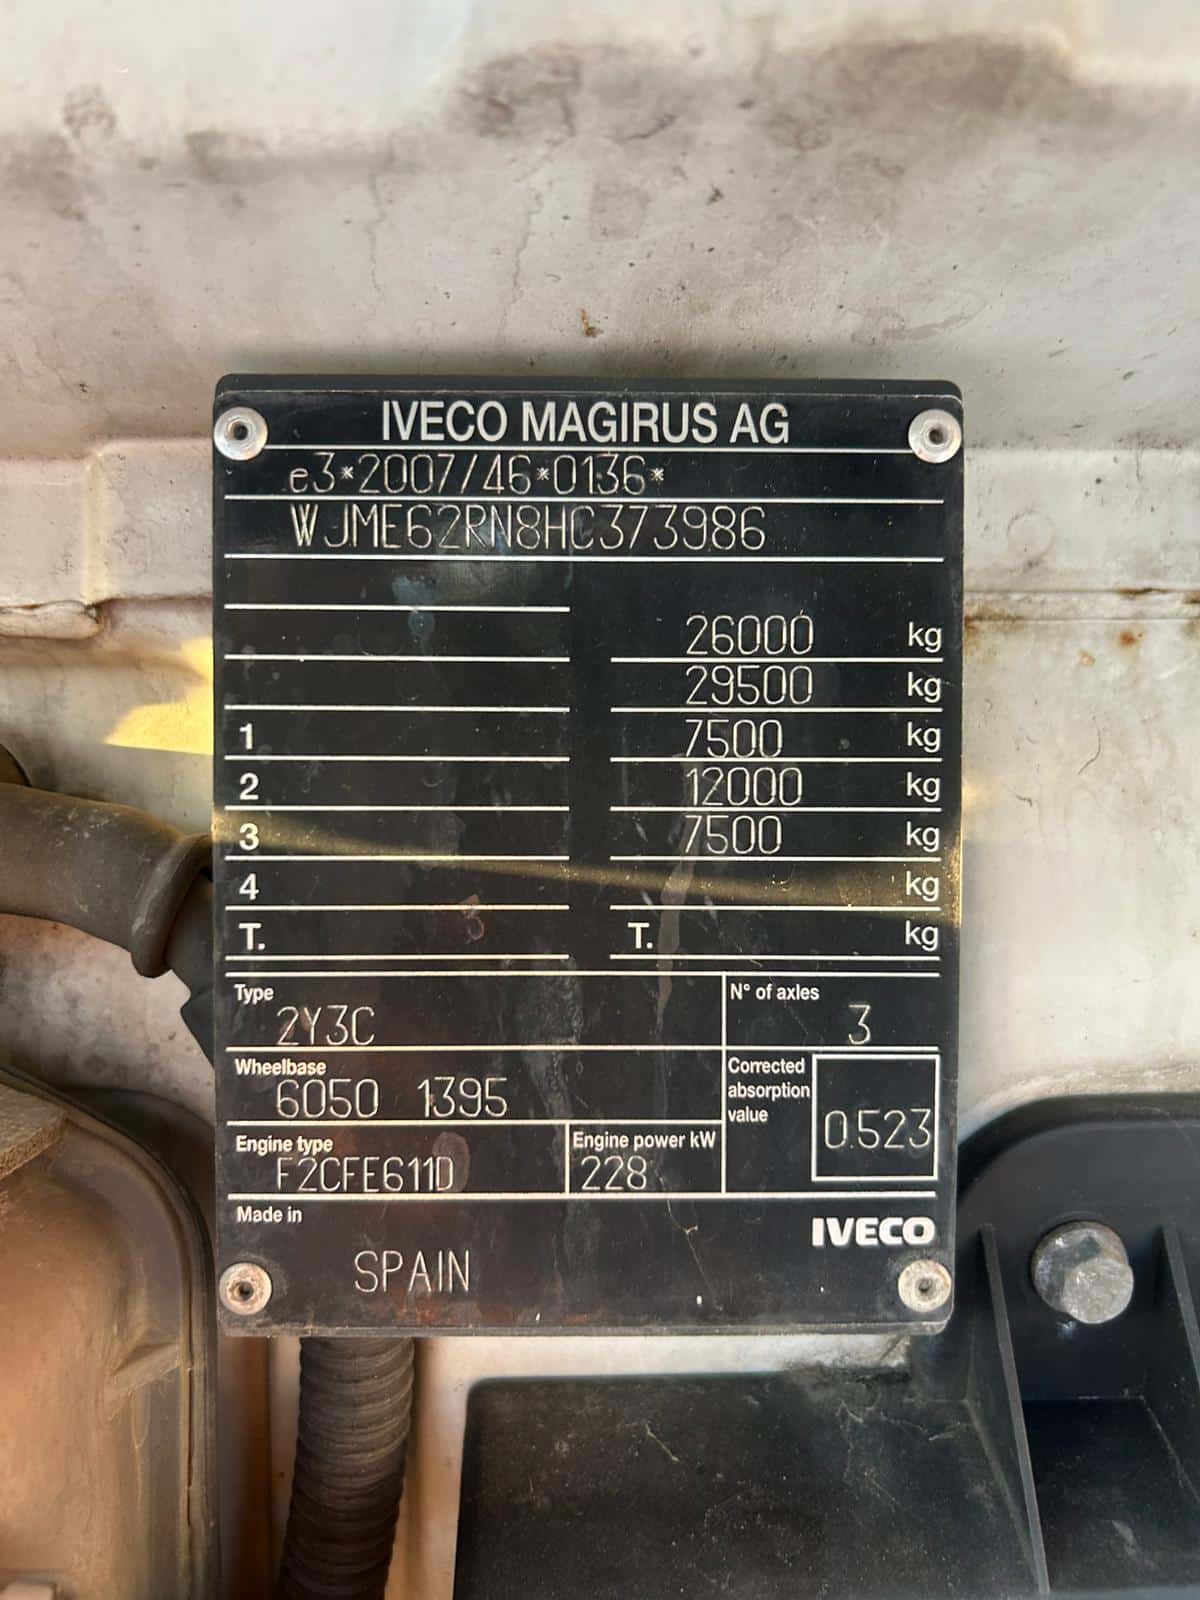 IVECO MAGIRUS AG
e3*2007/46*0136*
WJME62RN8HC373986
26000 kg
29500 kg
1 7500 kg
2 12000 kg
3 7500 kg
4 kg
T. T. kg
Type N° of axles
2Y3C 3
Wheelbase
6050 1395
Corrected absorption value
0.523
Engine type Engine power kW
F2CFE611D 228
Made in
IVECO
SPAIN